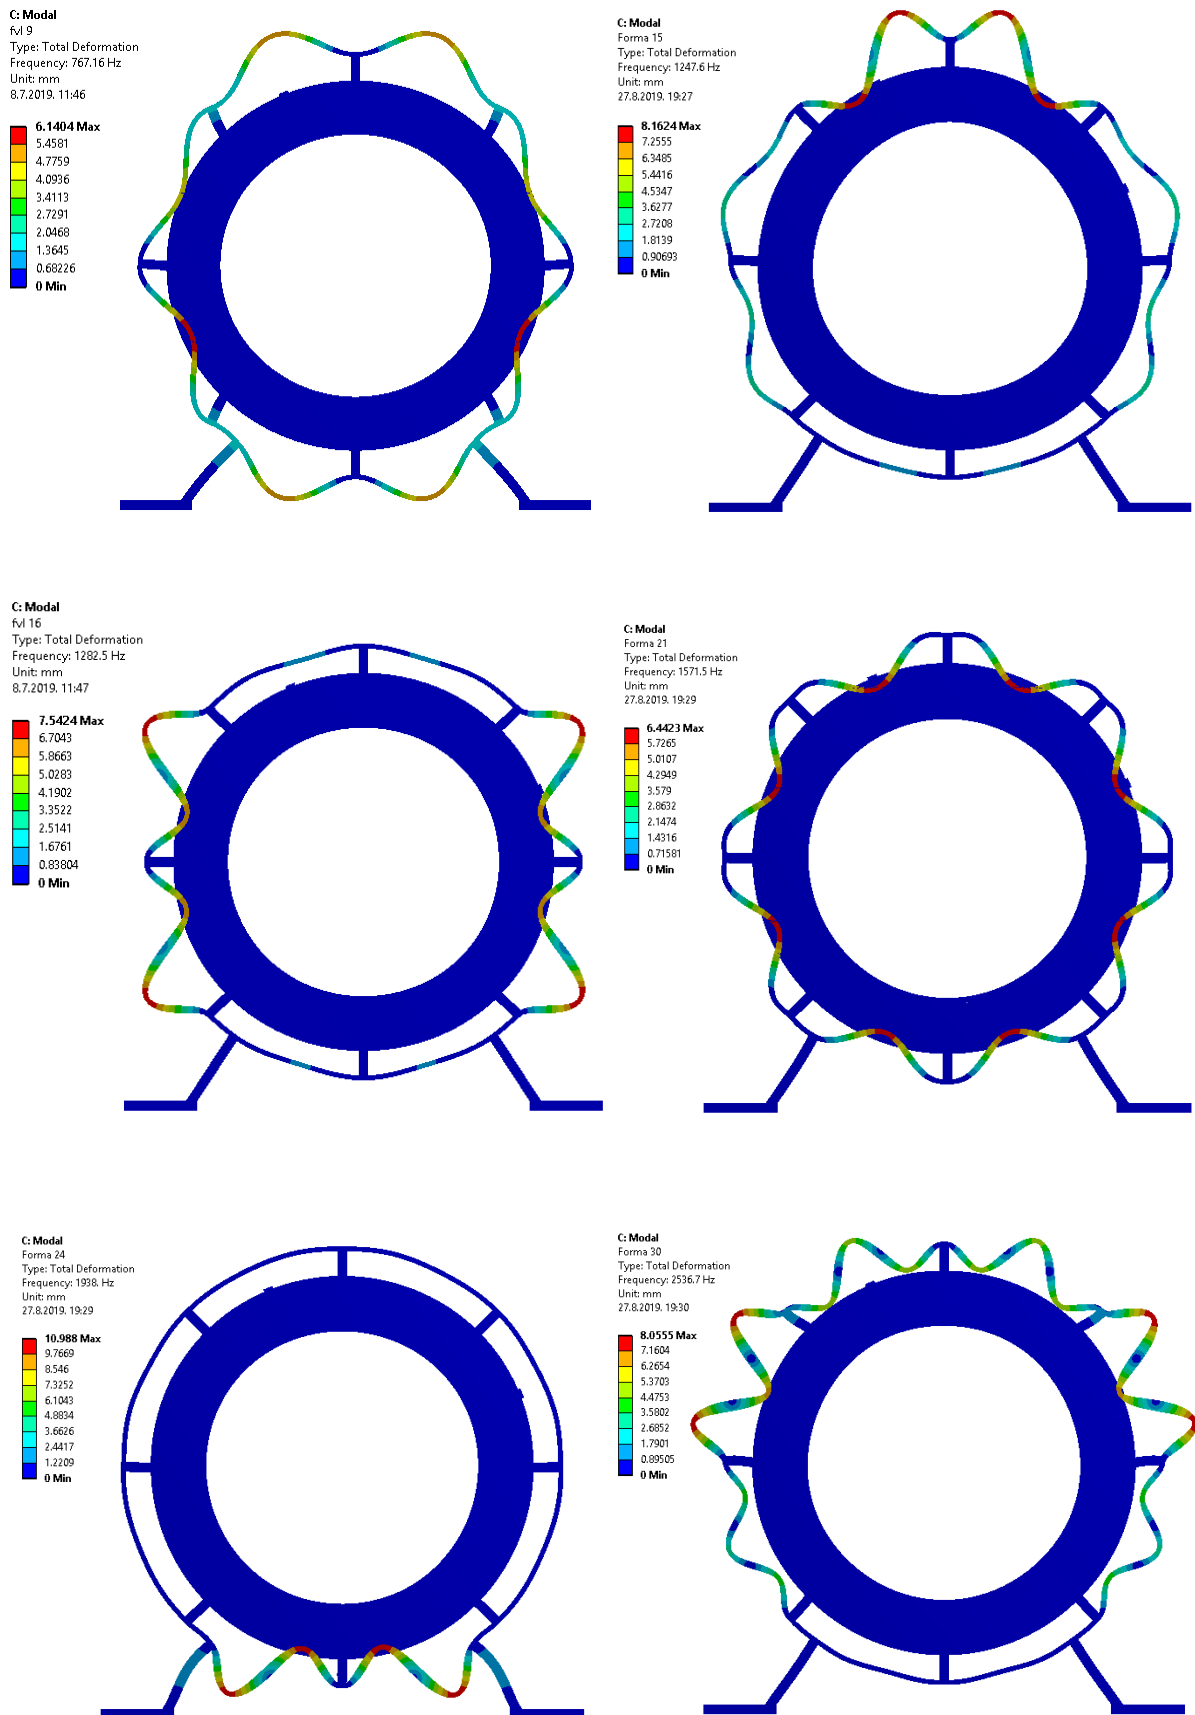 C: Modal
fvl 9
Type: Total Deformation
Frequency: 767.16 Hz
Unit: mm
8.7.2019. 11:46
6.1404 Max
5.4581
4.7759
4.0936
3.4113
2.7291
2.0468
1.3645
0.68226
0 Min
C: Modal
Forma 15
Type: Total Deformation
Frequency: 1247.6 Hz
Unit: mm
27.8.2019. 19:27
8.1624 Max
7.2555
6.3485
5.4416
4.5347
3.6277
2.7208
1.8139
0.90693
0 Min
C: Modal
fvl 16
Type: Total Deformation
Frequency: 1282.5 Hz
Unit: mm
8.7.2019. 11:47
7.5424 Max
6.7043
5.8663
5.0283
4.1902
3.3522
2.5141
1.6761
0.83804
0 Min
C: Modal
Forma 21
Type: Total Deformation
Frequency: 1571.5 Hz
Unit: mm
27.8.2019. 19:29
6.4423 Max
5.7265
5.0107
4.2949
3.579
2.8632
2.1474
1.4316
0.71581
0 Min
C: Modal
Forma 24
Type: Total Deformation
Frequency: 1938. Hz
Unit: mm
27.8.2019. 19:29
10.988 Max
9.7669
8.546
7.3252
6.1043
4.8834
3.6626
2.4417
1.2209
0 Min
C: Modal
Forma 30
Type: Total Deformation
Frequency: 2536.7 Hz
Unit: mm
27.8.2019. 19:30
8.0555 Max
7.1604
6.2654
5.3703
4.4753
3.5802
2.6852
1.7901
0.89505
0 Min